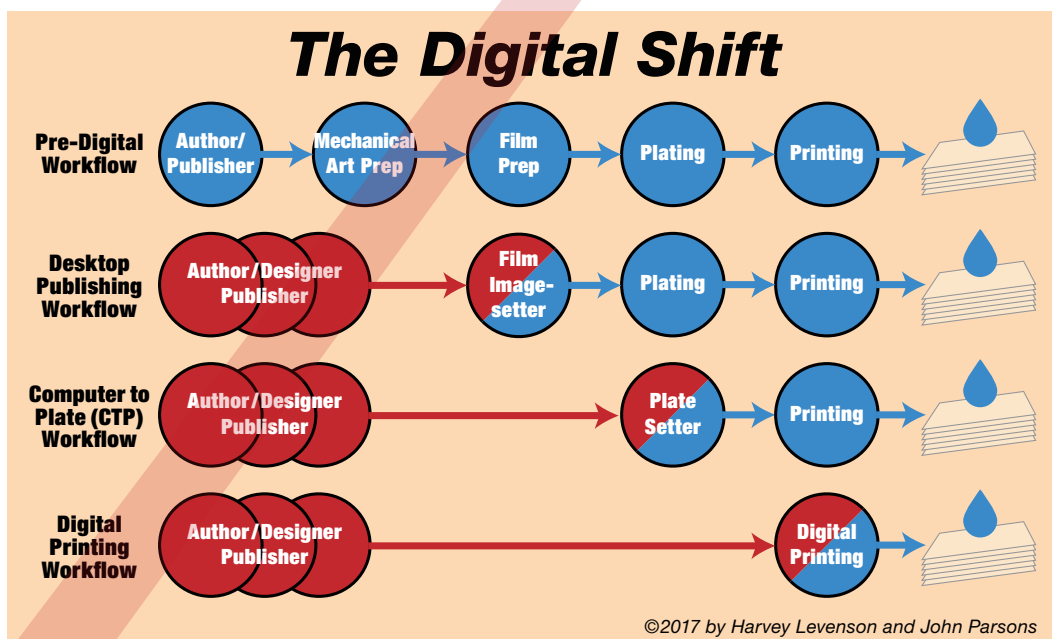 The Digital Shift
Pre-Digital
Workflow
Author/
Publisher
Mechanical
Art Prep
Film
Prep
Plating
Printing
Desktop
Publishing
Workflow
Author/Designer
Publisher
Film
Image-
setter
Plating
Printing
Computer to
Plate (CTP)
Workflow
Author/Designer
Publisher
Plate
Setter
Printing
Digital
Printing
Workflow
Author/Designer
Publisher
Digital
Printing
©2017 by Harvey Levenson and John Parsons